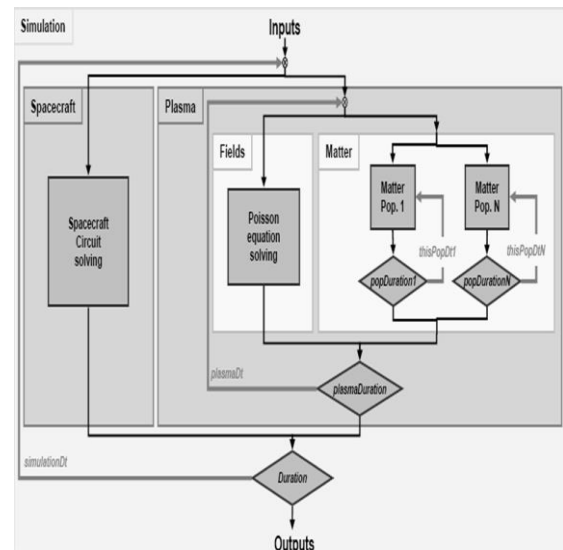 Simulation
Inputs
Spacecraft
Plasma
Fields
Matter
Spacecraft
Circuit
solving
Poisson
equation
solving
Matter
Pop. 1
Matter
Pop. N
thisPopDt1
thisPopDtN
popDuration1
popDurationN
plasmaDt
plasmaDuration
simulationDt
Duration
Outputs